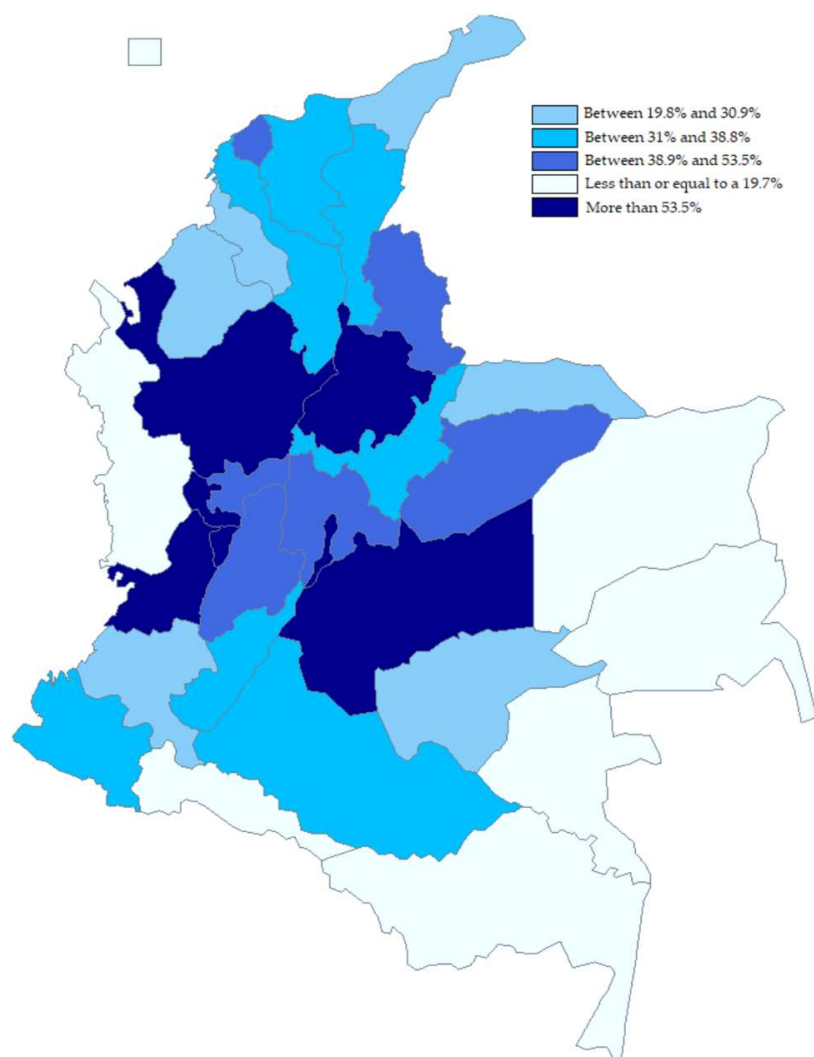 Between 19.8% and 30.9%
Between 31% and 38.8%
Between 38.9% and 53.5%
Less than or equal to a 19.7%
More than 53.5%